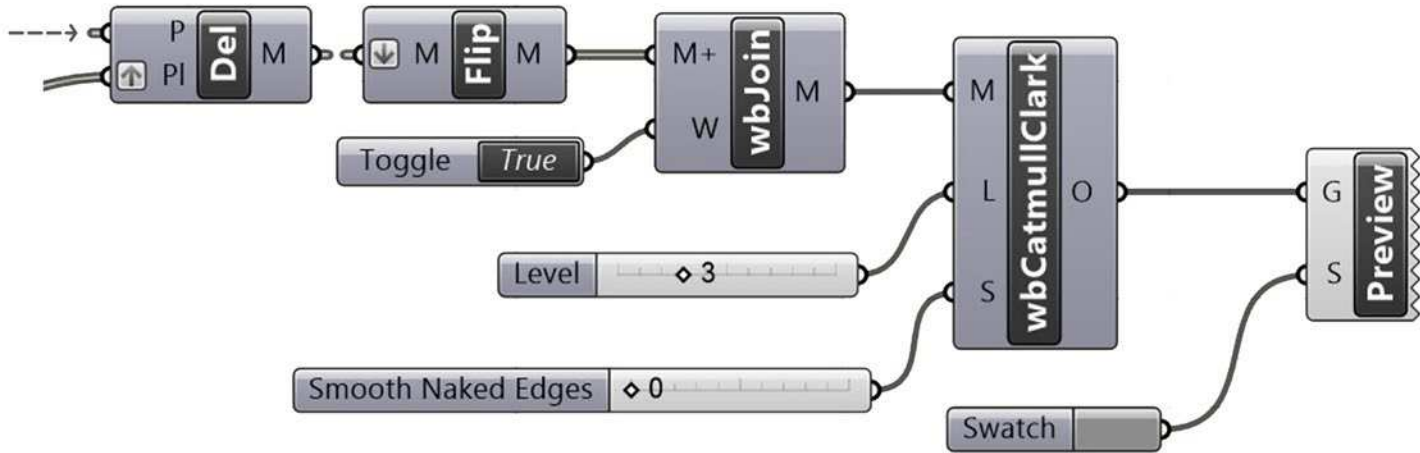 P
Pl
Del
M
M
Flip
M
M+
W
wbJoin
M
Toggle True
M
L
S
wbCatmullClark
O
Level 3
Smooth Naked Edges 0
G
S
Preview
Swatch